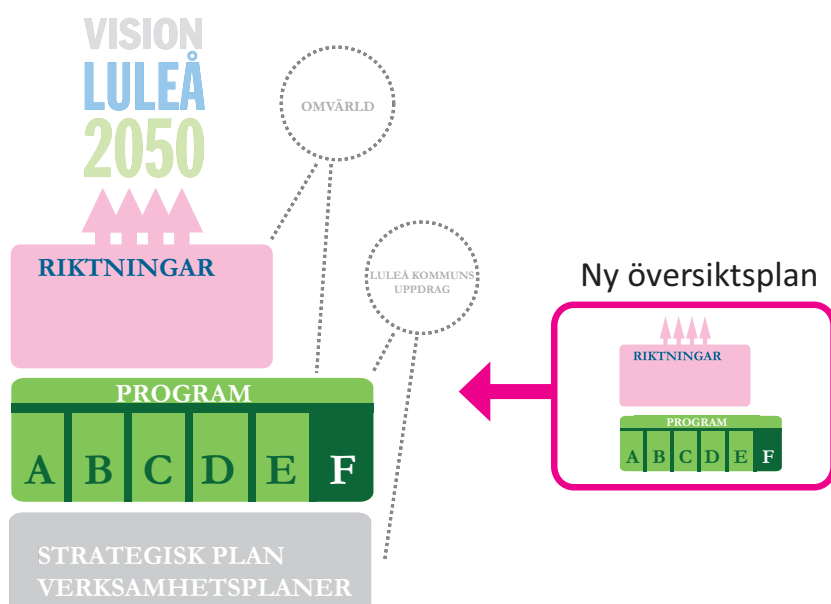 VISION
LULEÅ
2050
OMVÄRLD
RIKTNINGAR
LULEÅ KOMMUNS
UPPDRAG
PROGRAM
A B C D E F
STRATEGISK PLAN
VERKSAMHETSPLANER
Ny översiktsplan
RIKTNINGAR
PROGRAM
A B C D E F